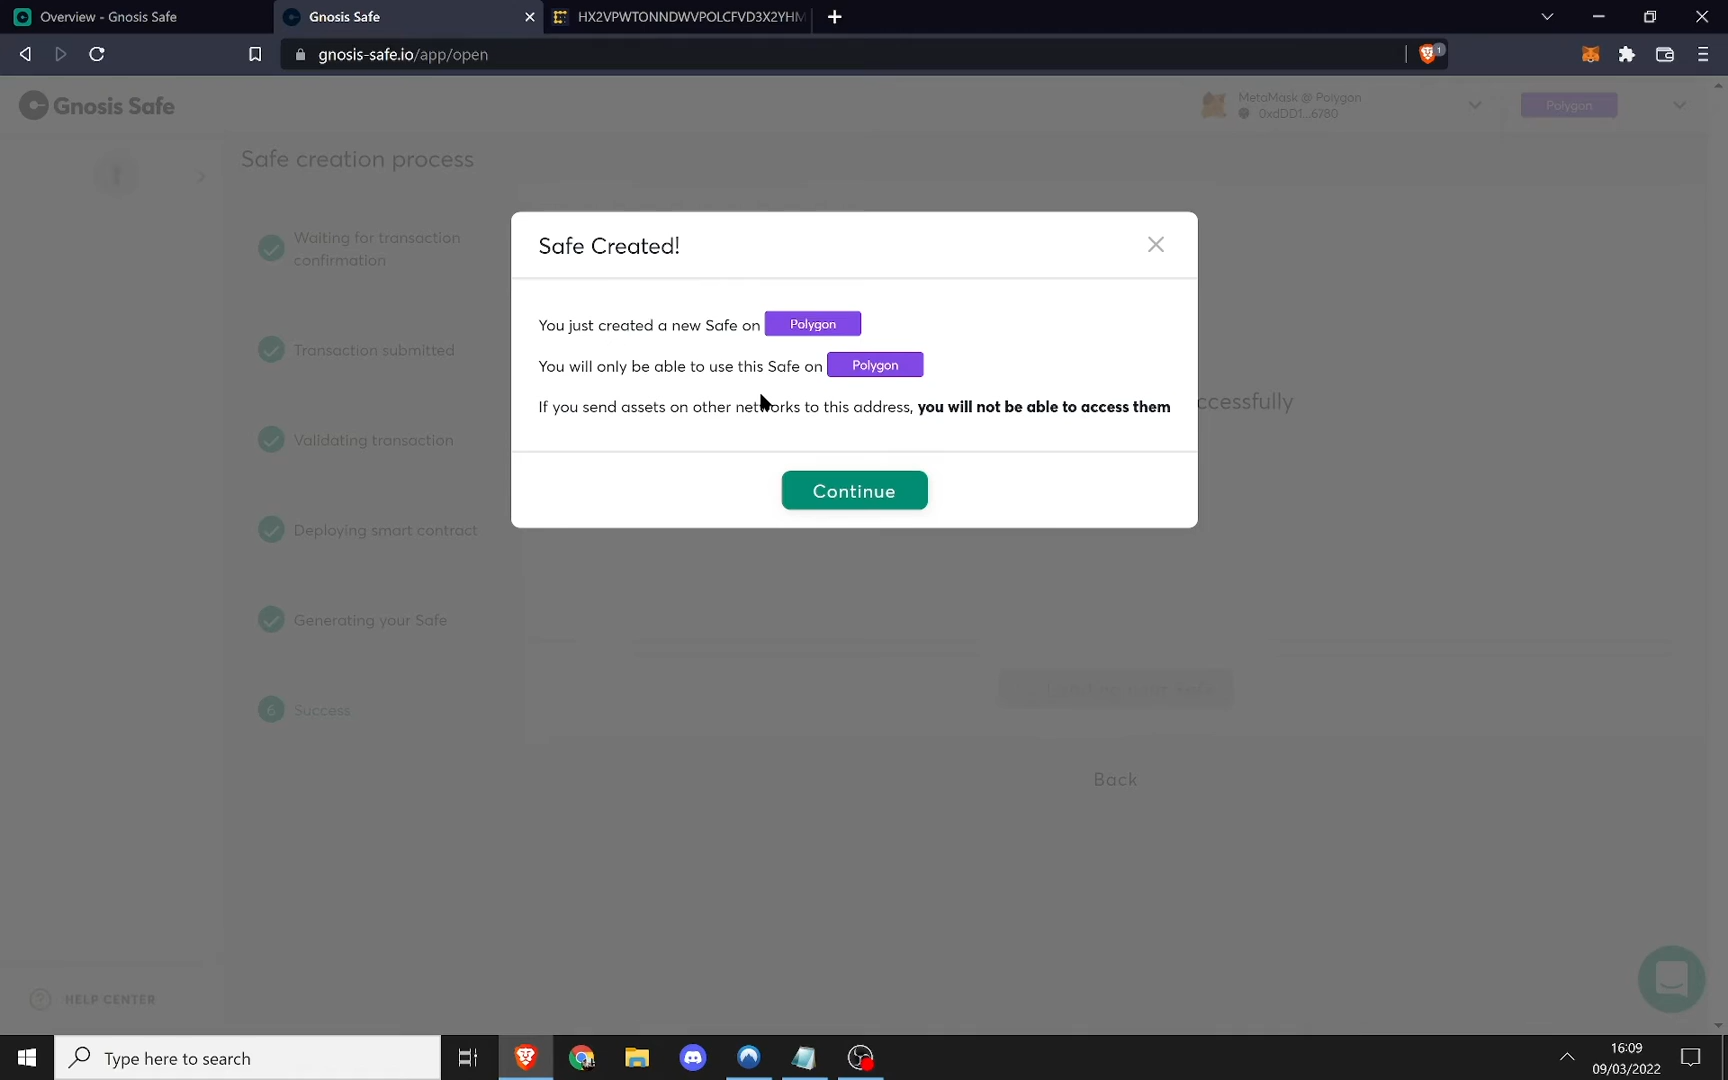 Overview - Gnosis Safe
Gnosis Safe
HX2VPWTONNDWVPOLCFVD3X2YHM
gnosis-safe.io/app/open
1
Gnosis Safe
MetaMask @ Polygon
0xdDD1...6780
Polygon
Safe creation process
Waiting for transaction
confirmation
Transaction submitted
Validating transaction
Deploying smart contract
Generating your Safe
6 Success
Safe Created!
You just created a new Safe on Polygon
You will only be able to use this Safe on Polygon
If you send assets on other networks to this address, you will not be able to access them
Continue
ccessfully
Back
HELP CENTER
Type here to search
16:09
09/03/2022